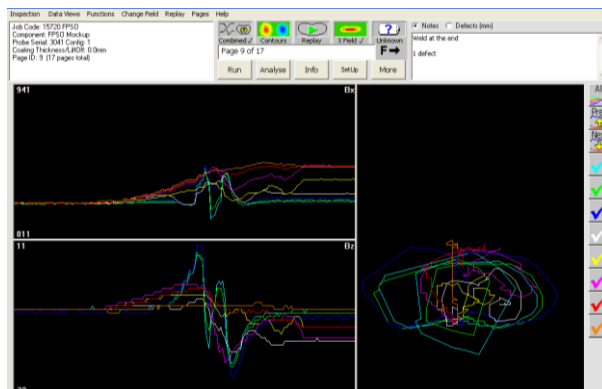 Inspection Data Views Functions Change Field Replay Pages Help
Job Code: 15720 FPSO
Component: FPSO Mockup
Probe Serial: 3041 Config: 1
Coating Thickness/LiftOff: 0.0mm
Page ID: 9 (17 pages total)
Combined √ Contours Replay X Field √ Unknown
Page 9 of 17
F
Run Analyse Info SetUp More
Notes Defects (mm)
Weld at the end
1 defect
941 Bx
811
11 Bz